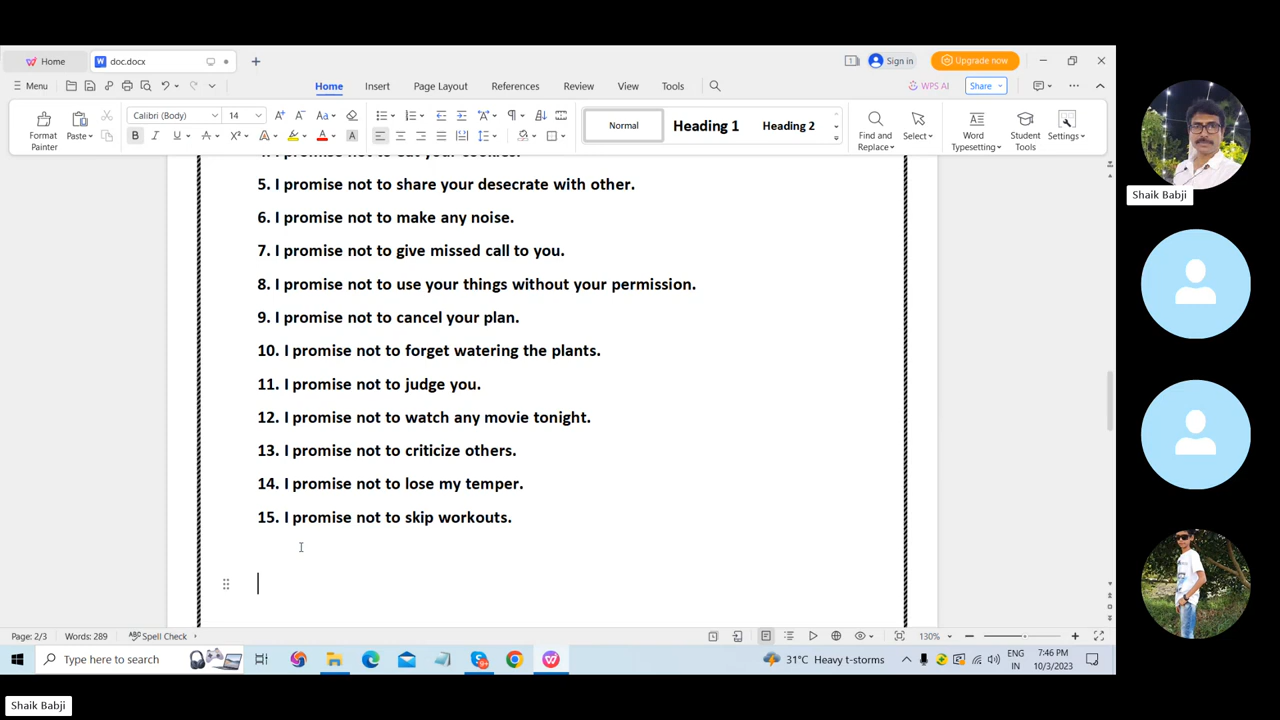 Home
doc.docx
Sign in
Upgrade now
Menu
Home
Insert
Page Layout
References
Review
View
Tools
WPS AI
Share
Format
Painter
Paste
Calibri (Body)
14
Normal
Heading 1
Heading 2
Find and
Replace
Select
Word
Typesetting
Student
Tools
Settings
5. I promise not to share your desecrate with other.
6. I promise not to make any noise.
7. I promise not to give missed call to you.
8. I promise not to use your things without your permission.
9. I promise not to cancel your plan.
10. I promise not to forget watering the plants.
11. I promise not to judge you.
12. I promise not to watch any movie tonight.
13. I promise not to criticize others.
14. I promise not to lose my temper.
15. I promise not to skip workouts.
Page: 2/3
Words: 289
Spell Check
130%
Type here to search
31°C Heavy t-storms
ENG
IN
7:46 PM
10/3/2023
Shaik Babji
Shaik Babji